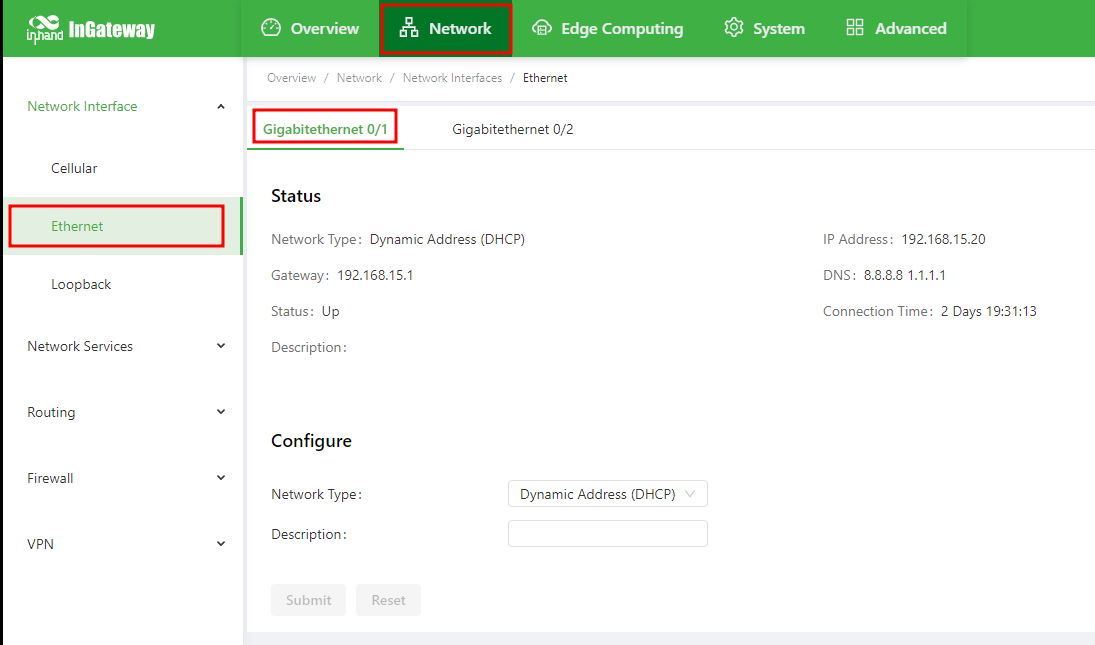 inhand InGateway
Overview Network Edge Computing System Advanced
Overview / Network / Network Interfaces / Ethernet
Network Interface
Cellular
Ethernet
Loopback
Network Services
Routing
Firewall
VPN
Gigabitethernet 0/1 Gigabitethernet 0/2
Status
Network Type: Dynamic Address (DHCP) IP Address: 192.168.15.20
Gateway: 192.168.15.1 DNS: 8.8.8.8 1.1.1.1
Status: Up Connection Time: 2 Days 19:31:13
Description:
Configure
Network Type: Dynamic Address (DHCP)
Description:
Submit Reset